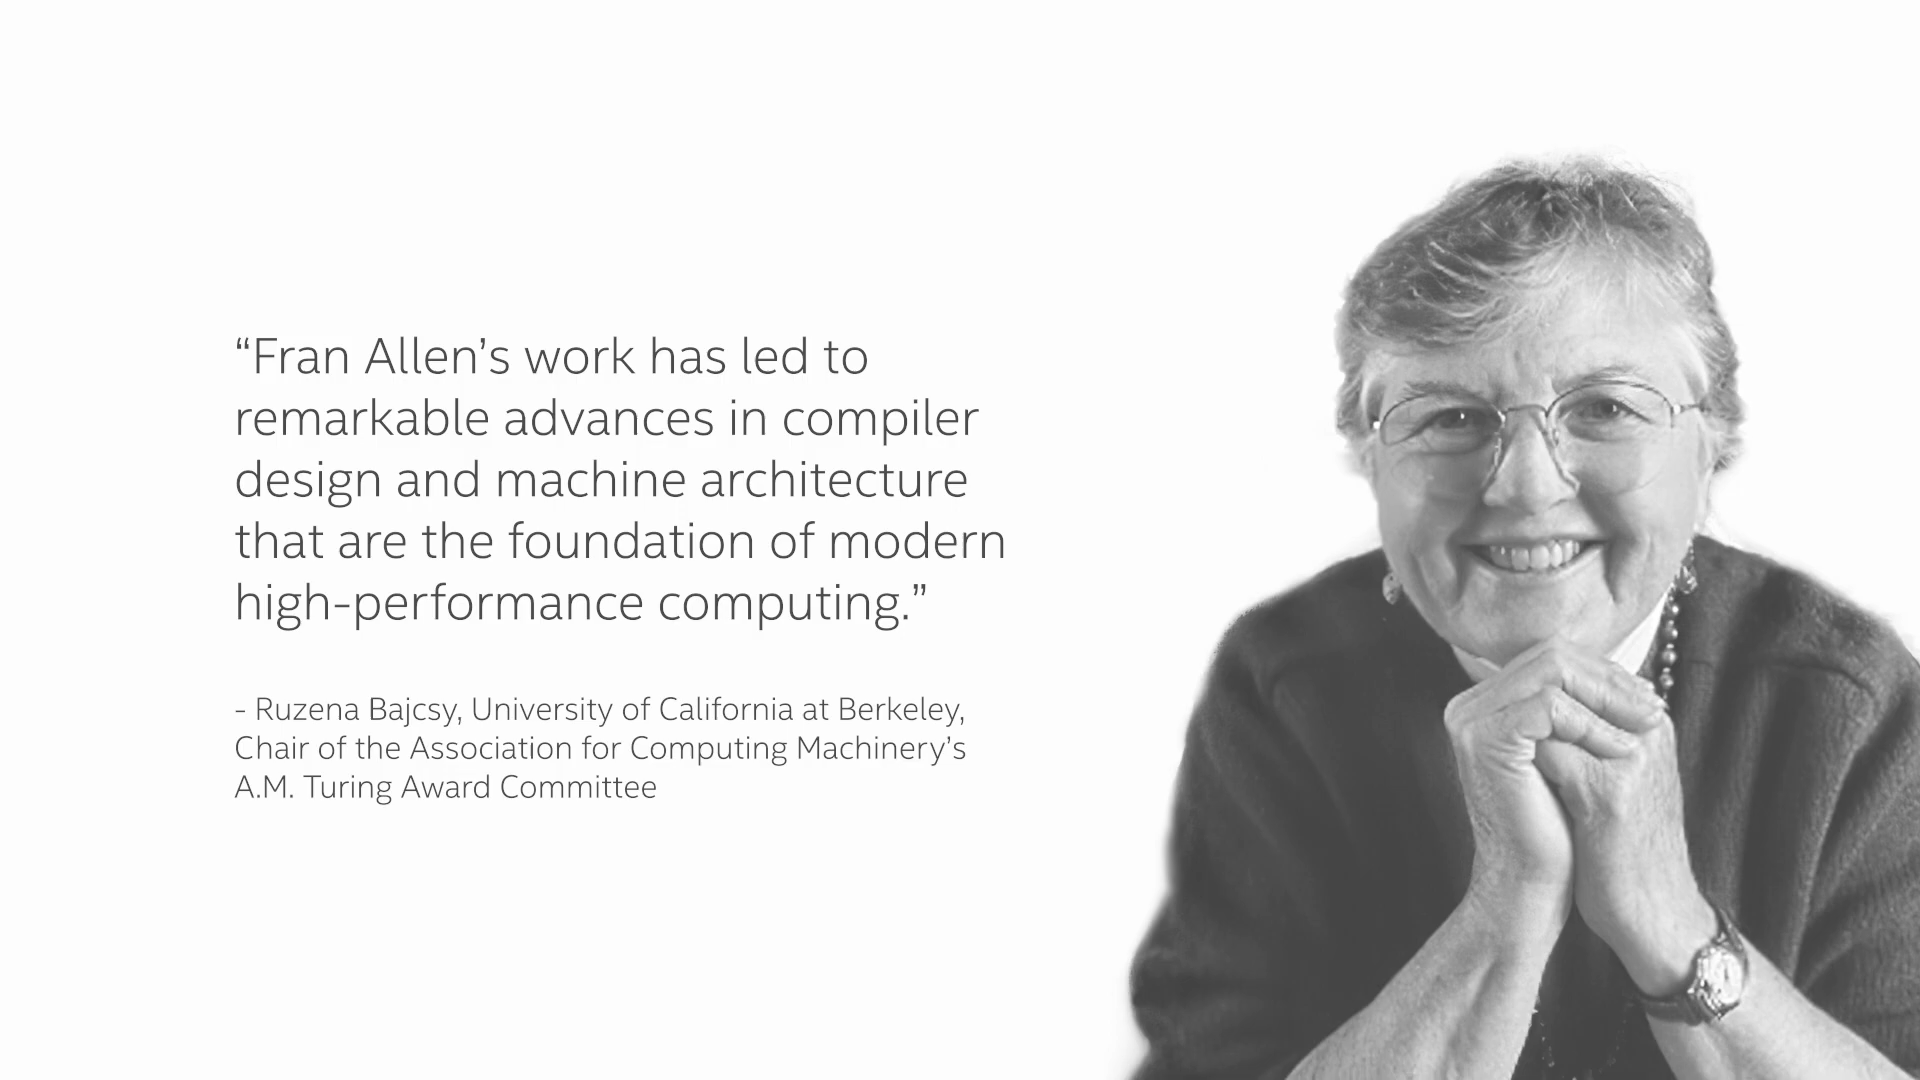 “Fran Allen’s work has led to
remarkable advances in compiler
design and machine architecture
that are the foundation of modern
high-performance computing.”
- Ruzena Bajcsy, University of California at Berkeley,
Chair of the Association for Computing Machinery’s
A.M. Turing Award Committee